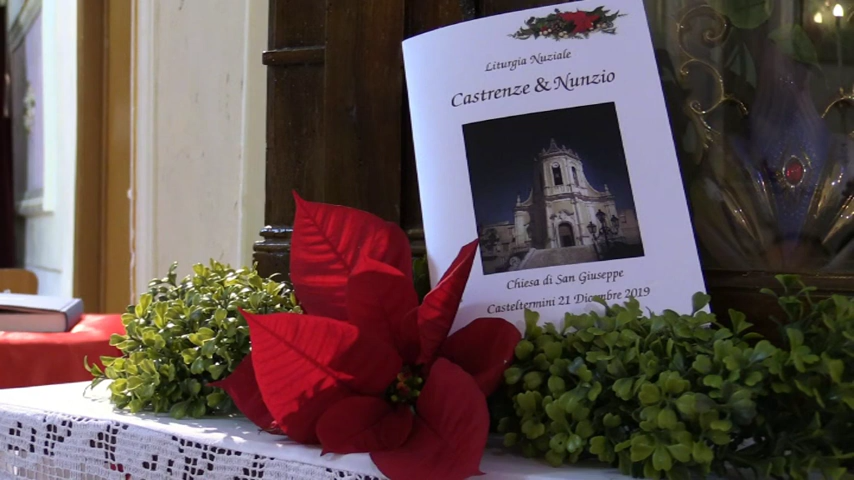 Liturgia Nuziale
Castrenze & Nunzio
Chiesa di San Giuseppe
Casteltermini 21 Dicembre 2019